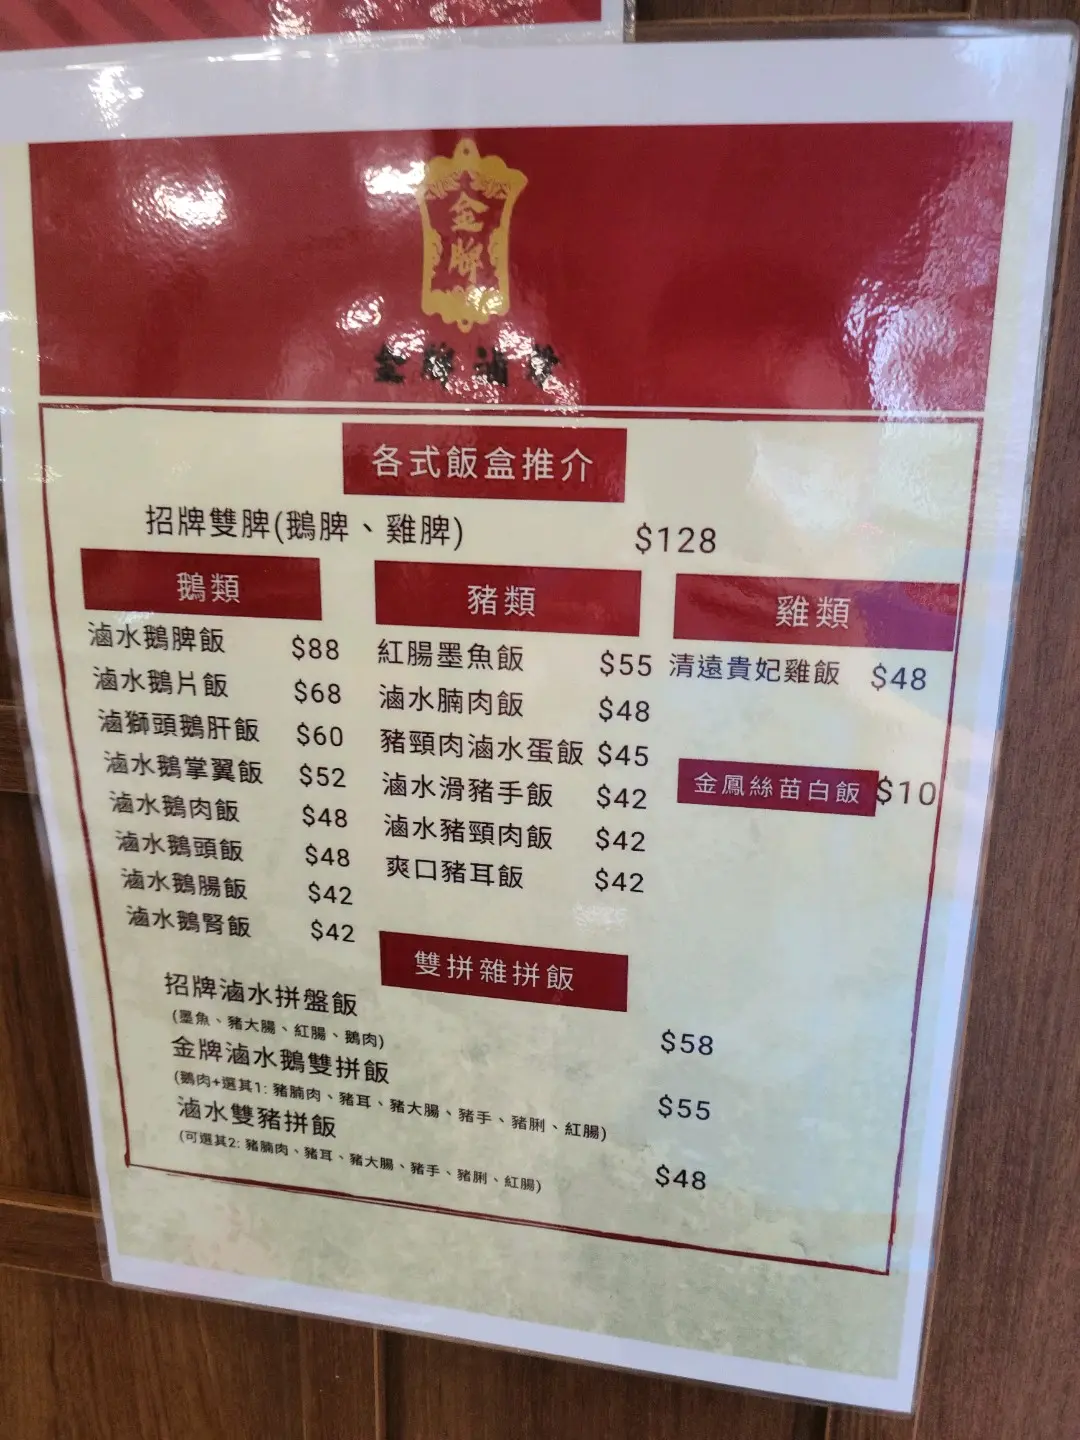 金牌
金牌滷味
各式飯盒推介
招牌雙脾(鵝脾、雞脾) $128
鵝類
滷水鵝脾飯 $88
滷水鵝片飯 $68
滷獅頭鵝肝飯 $60
滷水鵝掌翼飯 $52
滷水鵝肉飯 $48
滷水鵝頭飯 $48
滷水鵝腸飯 $42
滷水鵝腎飯 $42
豬類
紅腸墨魚飯 $55
滷水腩肉飯 $48
豬頸肉滷水蛋飯 $45
滷水滑豬手飯 $42
滷水豬頸肉飯 $42
爽口豬耳飯 $42
雞類
清遠貴妃雞飯 $48
金鳳絲苗白飯 $10
雙拼雜拼飯
招牌滷水拼盤飯 $58
(墨魚、豬大腸、紅腸、鵝肉)
金牌滷水鵝雙拼飯 $55
(鵝肉+選其1: 豬腩肉、豬耳、豬大腸、豬手、豬脷、紅腸)
滷水雙豬拼飯 $48
(可選其2: 豬腩肉、豬耳、豬大腸、豬手、豬脷、紅腸)